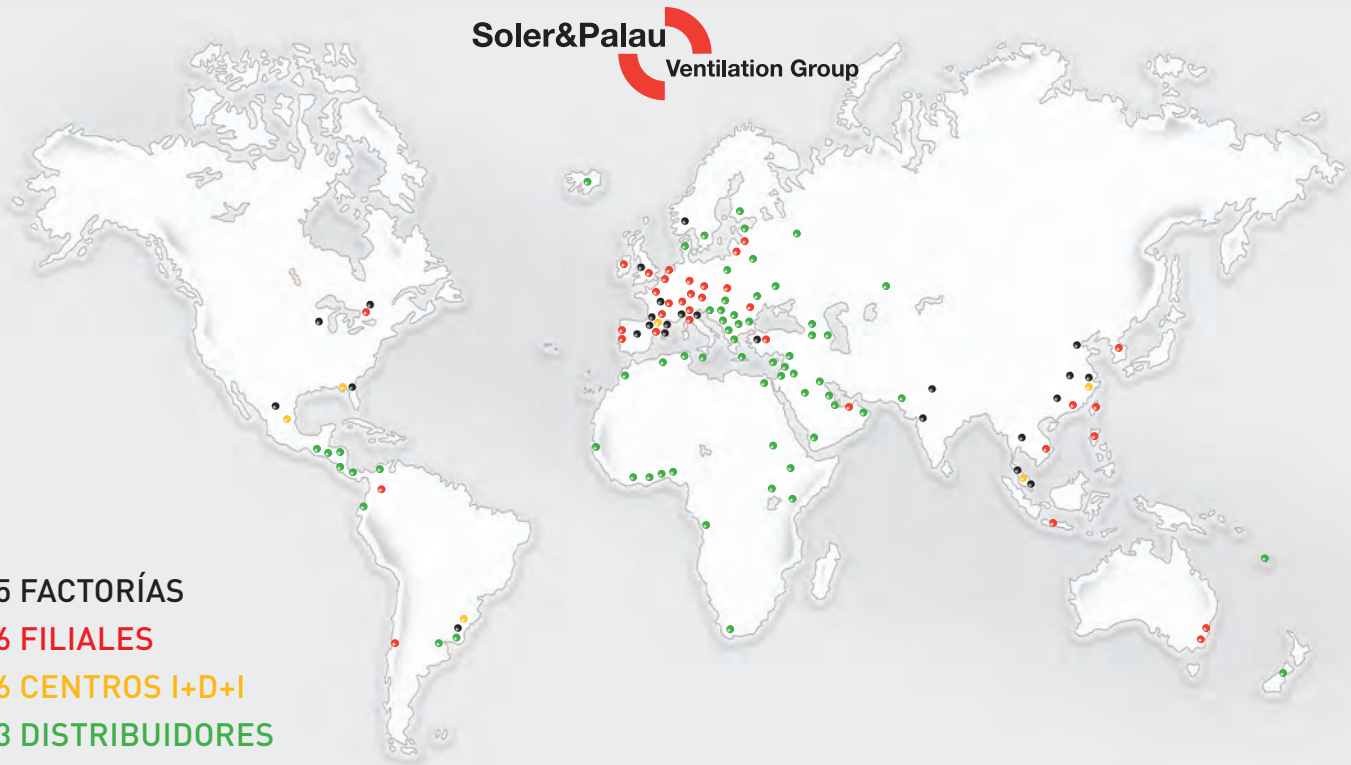 Soler&Palau
Ventilation Group
5 FACTORÍAS
6 FILIALES
6 CENTROS I+D+I
3 DISTRIBUIDORES